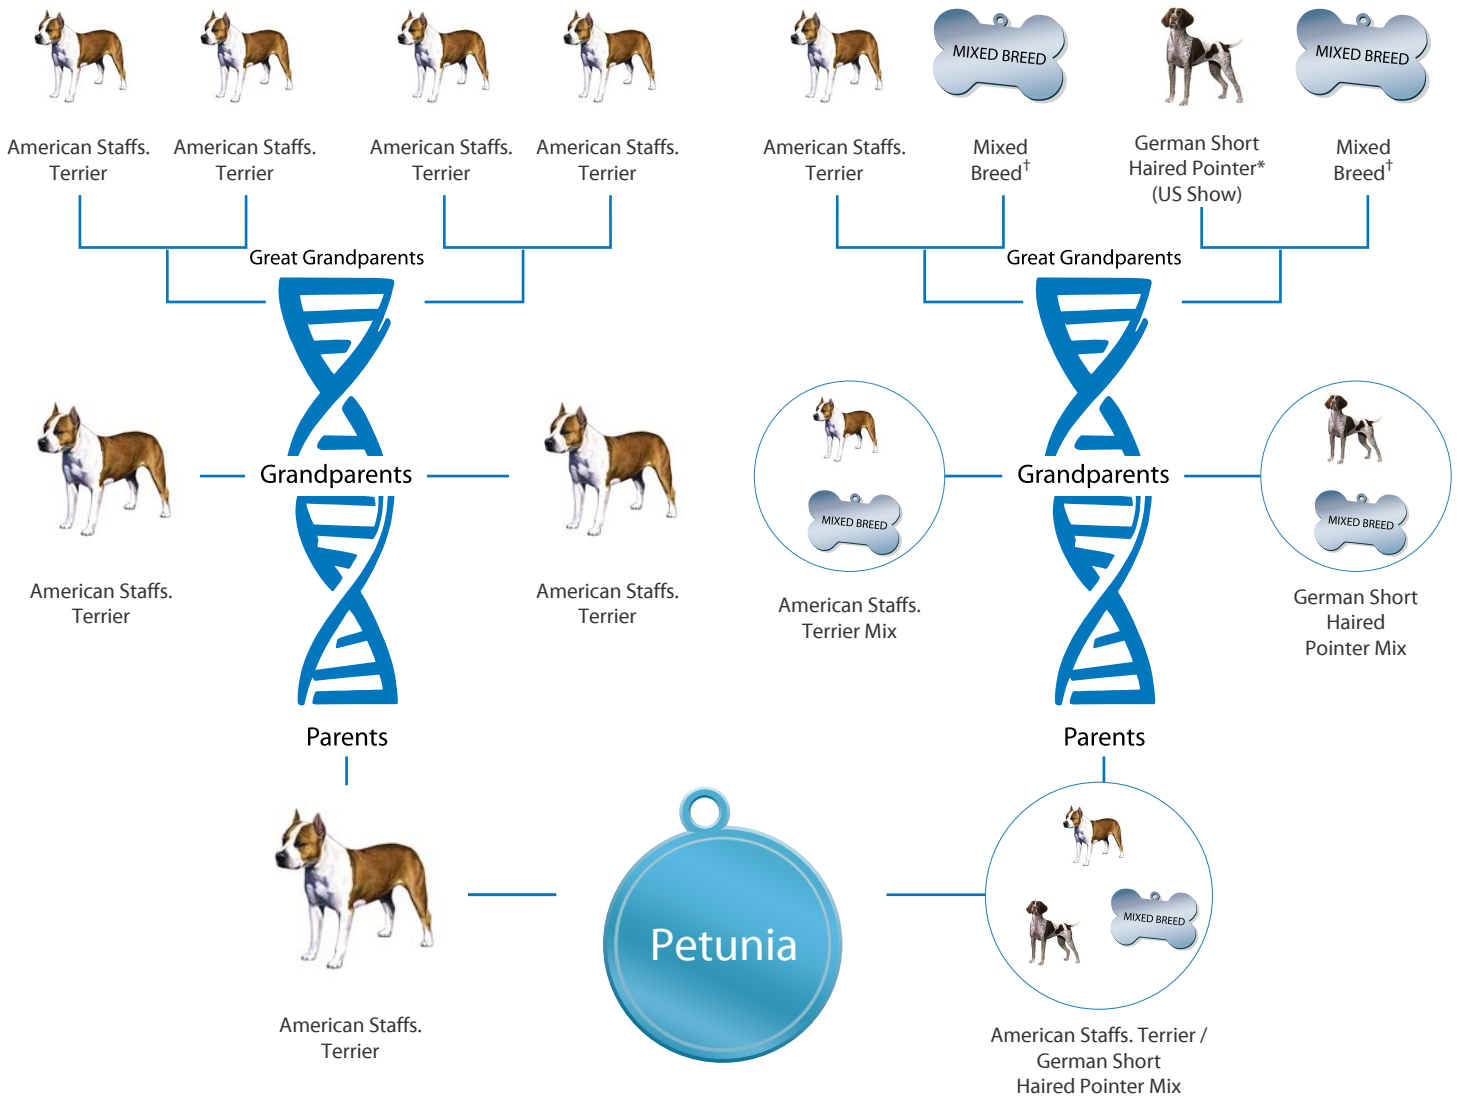 MIXED BREED
MIXED BREED
American Staffs.
Terrier
American Staffs.
Terrier
American Staffs.
Terrier
American Staffs.
Terrier
American Staffs.
Terrier
Mixed
Breed†
German Short
Haired Pointer*
(US Show)
Mixed
Breed†
Great Grandparents
Great Grandparents
Grandparents
Grandparents
MIXED BREED
MIXED BREED
American Staffs.
Terrier
American Staffs.
Terrier
American Staffs.
Terrier Mix
German Short
Haired
Pointer Mix
Parents
Parents
MIXED BREED
Petunia
American Staffs.
Terrier
American Staffs. Terrier /
German Short
Haired Pointer Mix